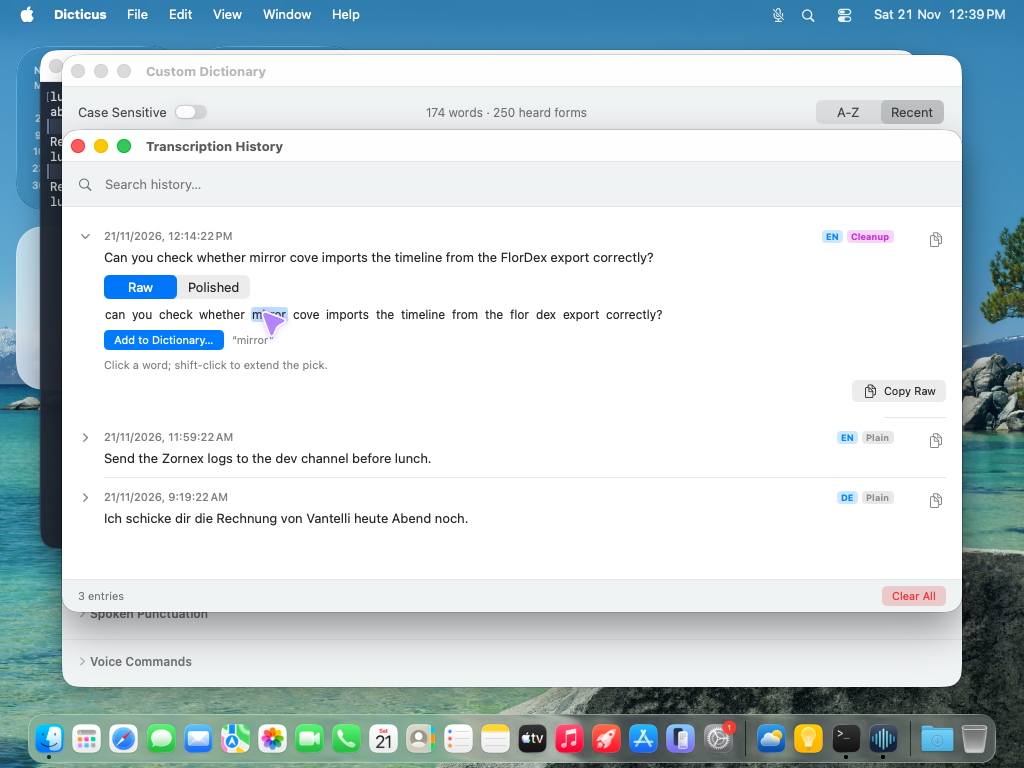 Dicticus File Edit View Window Help Sat 21 Nov 12:39 PM
Custom Dictionary
Case Sensitive 174 words · 250 heard forms A-Z Recent
Transcription History
Search history...
21/11/2026, 12:14:22 PM EN Cleanup
Can you check whether mirror cove imports the timeline from the FlorDex export correctly?
Raw Polished
can you check whether mirror cove imports the timeline from the flor dex export correctly?
Add to Dictionary... "mirror"
Click a word; shift-click to extend the pick.
Copy Raw
21/11/2026, 11:59:22 AM EN Plain
Send the Zornex logs to the dev channel before lunch.
21/11/2026, 9:19:22 AM DE Plain
Ich schicke dir die Rechnung von Vantelli heute Abend noch.
3 entries Clear All
Spoken Punctuation
Voice Commands
Sat
21
tv
1